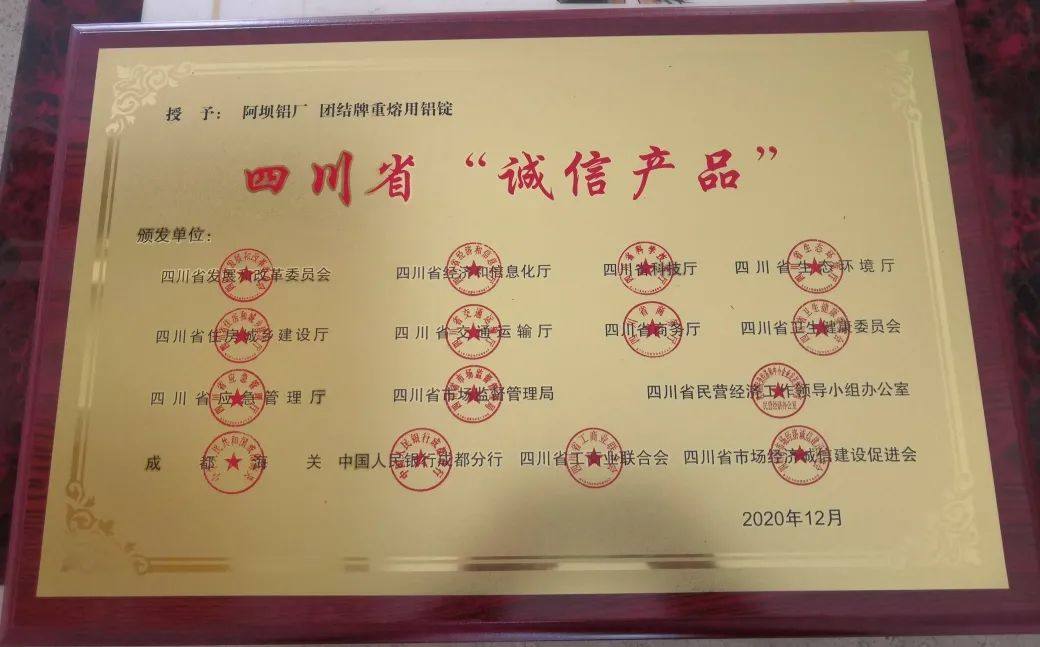 授 予： 阿坝铝厂 团结牌重熔用铝锭
四川省“诚信产品”
颁发单位：
四川省发展和改革委员会 四川省经济和信息化厅 四川省科技厅 四川省生态环境厅
四川省住房城乡建设厅 四川省交通运输厅 四川省商务厅 四川省卫生健康委员会
四川省应急管理厅 四川省市场监督管理局 四川省民营经济工作领导小组办公室
成都海关 中国人民银行成都分行 四川省工商业联合会 四川省市场经济诚信建设促进会
2020年12月